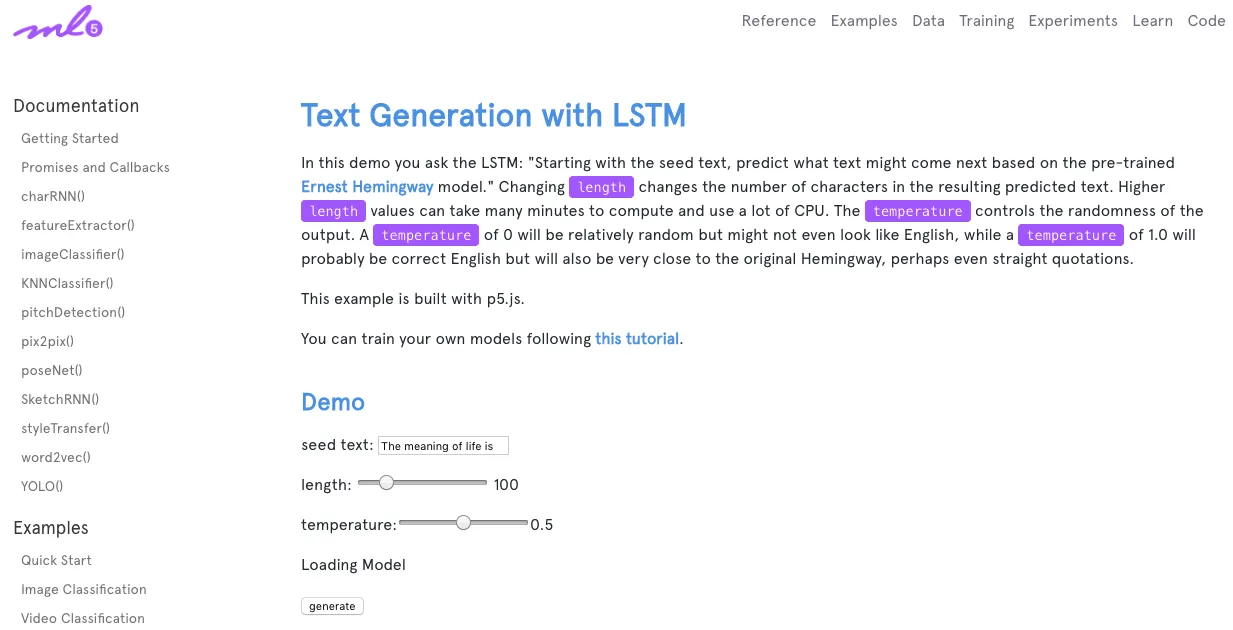 ml5
Reference Examples Data Training Experiments Learn Code
Documentation
Getting Started
Promises and Callbacks
charRNN()
featureExtractor()
imageClassifier()
KNNClassifier()
pitchDetection()
pix2pix()
poseNet()
SketchRNN()
styleTransfer()
word2vec()
YOLO()
Examples
Quick Start
Image Classification
Video Classification
Text Generation with LSTM
In this demo you ask the LSTM: "Starting with the seed text, predict what text might come next based on the pre-trained
Ernest Hemingway model." Changing length changes the number of characters in the resulting predicted text. Higher
length values can take many minutes to compute and use a lot of CPU. The temperature controls the randomness of the
output. A temperature of 0 will be relatively random but might not even look like English, while a temperature of 1.0 will
probably be correct English but will also be very close to the original Hemingway, perhaps even straight quotations.
This example is built with p5.js.
You can train your own models following this tutorial.
Demo
seed text: The meaning of life is
length: 100
temperature: 0.5
Loading Model
generate